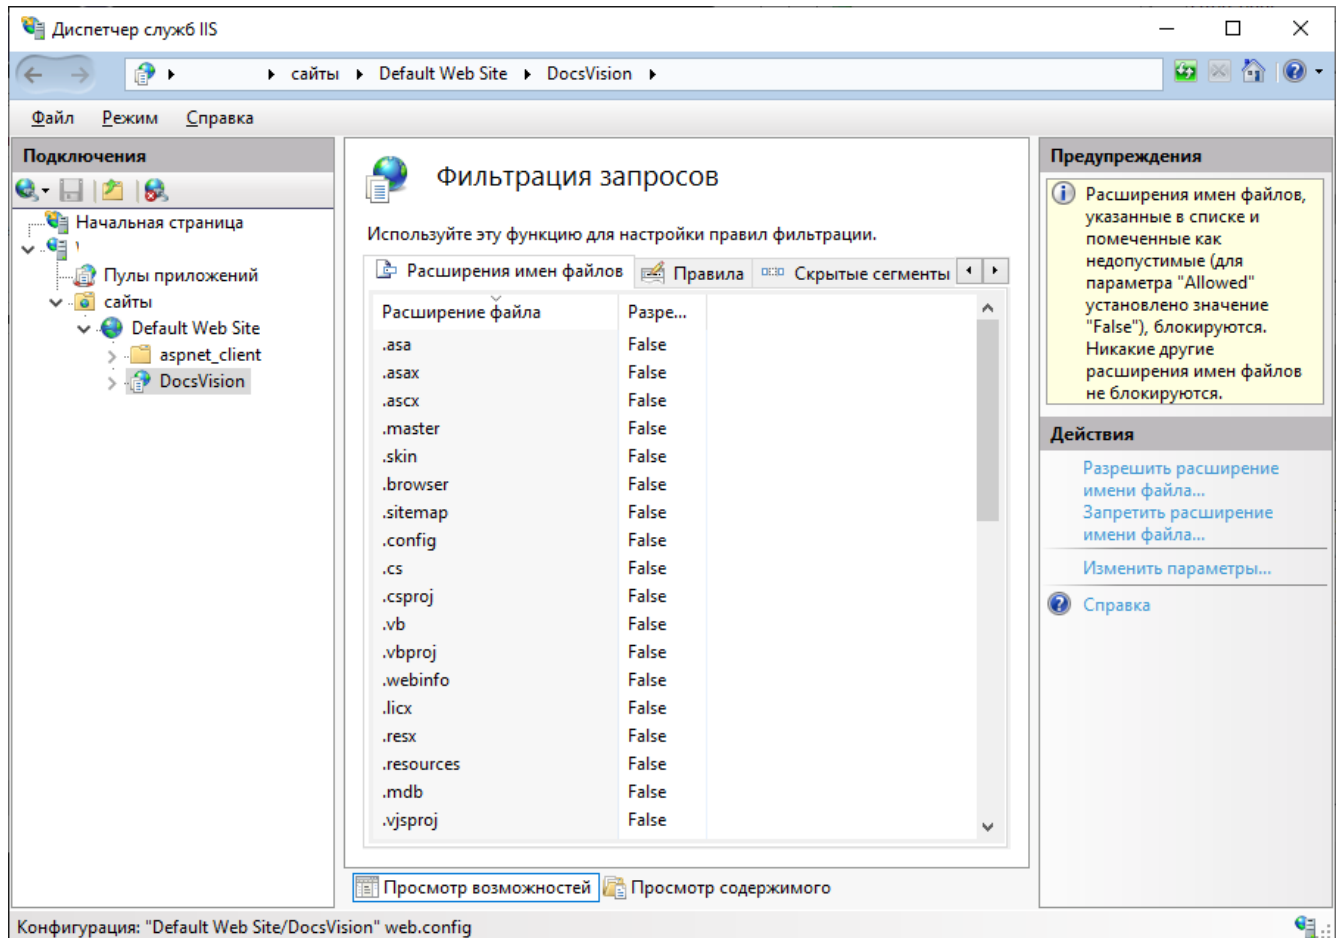 Диспетчер служб IIS
сайты Default Web Site DocsVision
Файл Режим Справка
Подключения
Начальная страница
Пулы приложений
сайты
Default Web Site
aspnet_client
DocsVision
Фильтрация запросов
Используйте эту функцию для настройки правил фильтрации.
Расширения имен файлов Правила Скрытые сегменты
Расширение файла Разре...
.asa False
.asax False
.ascx False
.master False
.skin False
.browser False
.sitemap False
.config False
.cs False
.csproj False
.vb False
.vbproj False
.webinfo False
.licx False
.resx False
.resources False
.mdb False
.vjsproj False
Просмотр возможностей Просмотр содержимого
Предупреждения
Расширения имен файлов,
указанные в списке и
помеченные как
недопустимые (для
параметра "Allowed"
установлено значение
"False"), блокируются.
Никакие другие
расширения имен файлов
не блокируются.
Действия
Разрешить расширение
имени файла...
Запретить расширение
имени файла...
Изменить параметры...
Справка
Конфигурация: "Default Web Site/DocsVision" web.config